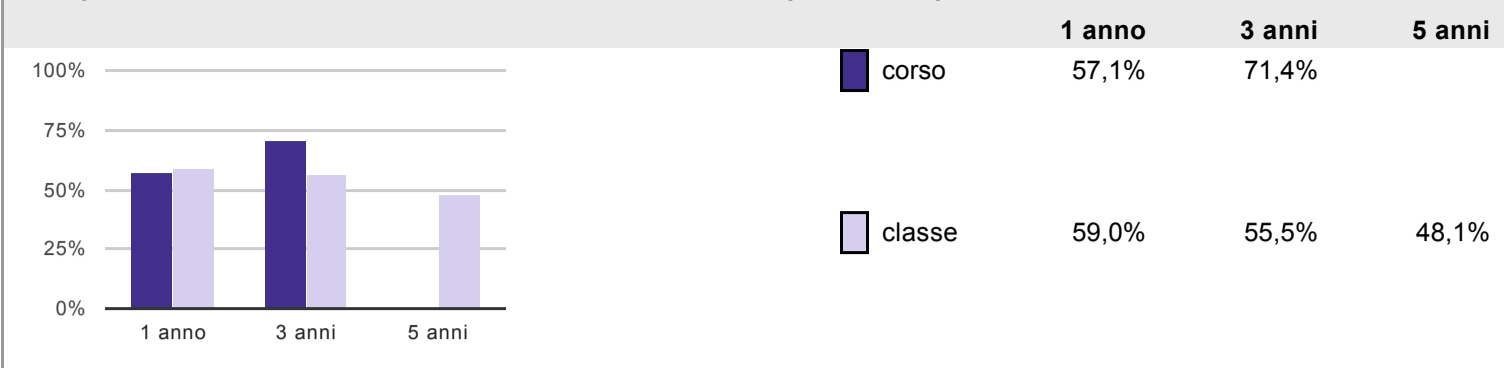 1 anno 3 anni 5 anni
100%
75%
50%
25%
0%
1 anno 3 anni 5 anni
corso 57,1% 71,4%
classe 59,0% 55,5% 48,1%